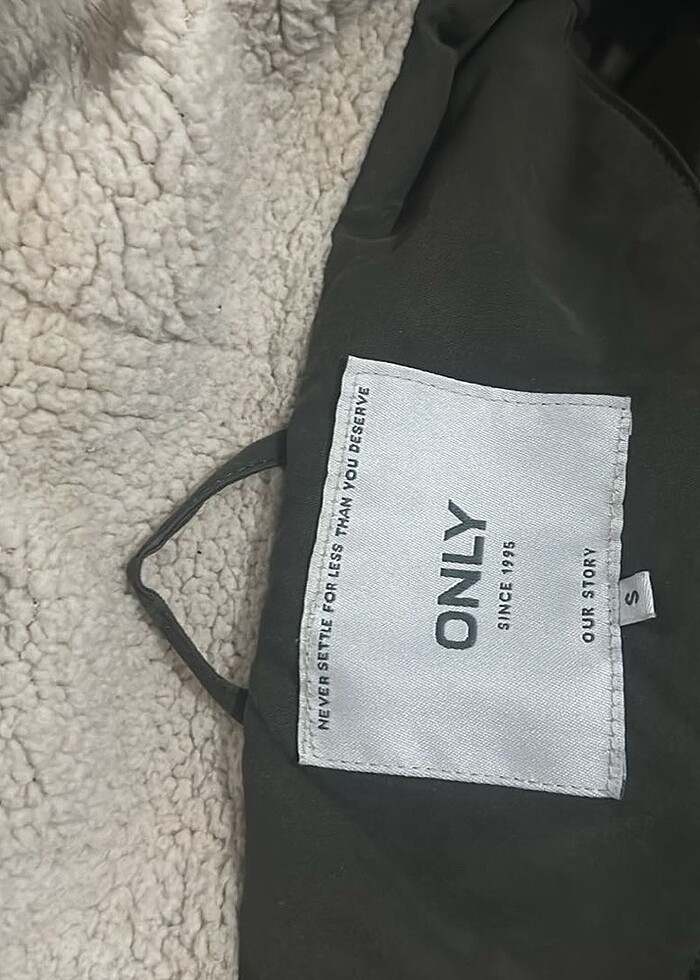 NEVER SETTLE FOR LESS THAN YOU DESERVE
ONLY
SINCE 1995
OUR STORY
S